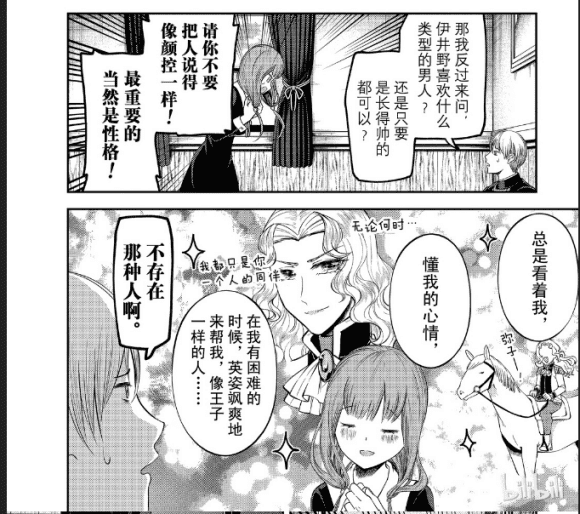 那我反过来问，
伊井野喜欢什么
类型的男人？
还是只要
是长得帅的
都可以？
请你不要
把人说得
像颜控一样！
最重要的
当然是性格！
总是看着我，
弥子！
懂我的心情，
无论何时…
我都只是你
一个人的同伴…
在我有困难的
时候，英姿飒爽地
来帮我，像王子
一样的人……
不存在
那种人啊。
bilibili